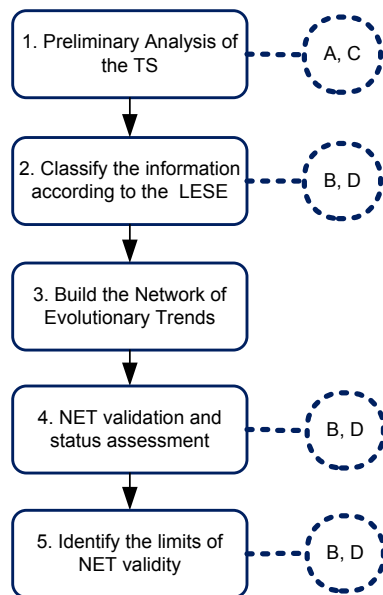 1. Preliminary Analysis of
the TS
A, C
2. Classify the information
according to the LESE
B, D
3. Build the Network of
Evolutionary Trends
4. NET validation and
status assessment
B, D
5. Identify the limits of
NET validity
B, D